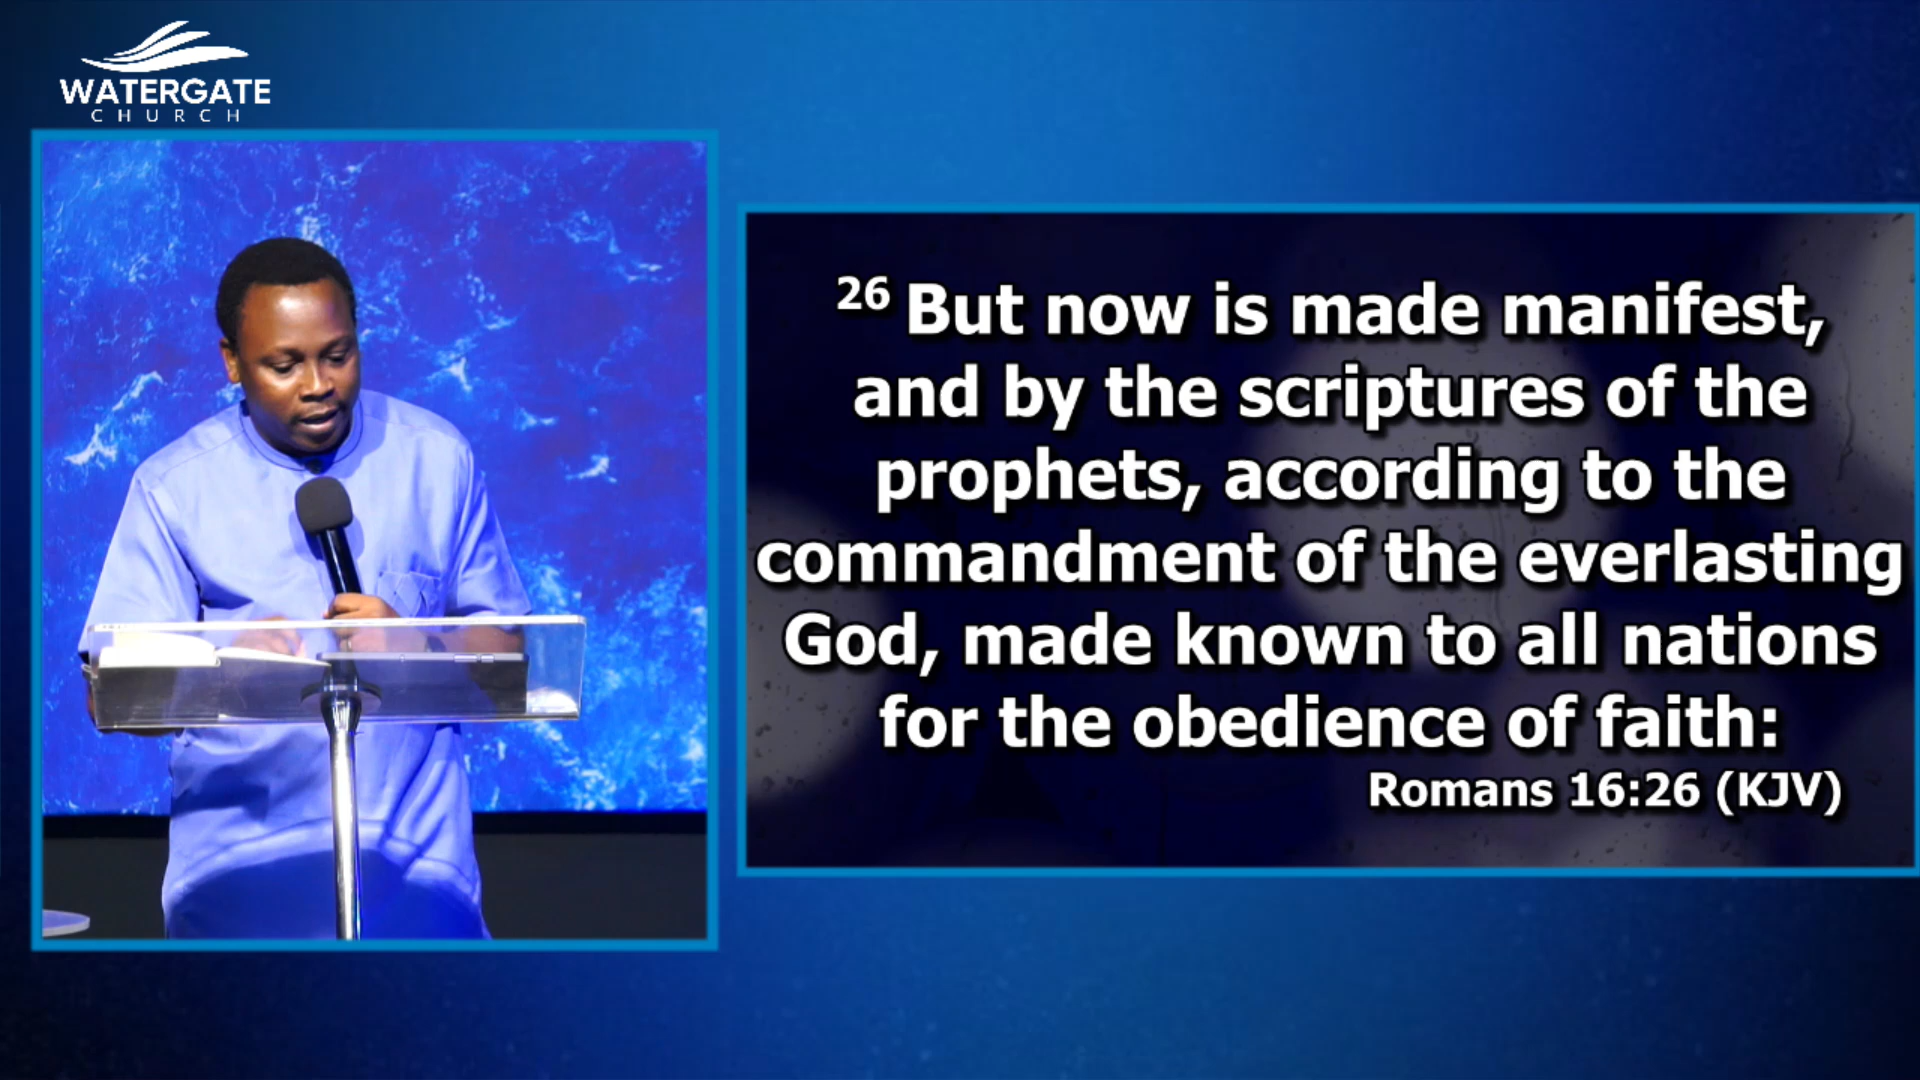 WATERGATE
CHURCH
26 But now is made manifest,
and by the scriptures of the
prophets, according to the
commandment of the everlasting
God, made known to all nations
for the obedience of faith:
Romans 16:26 (KJV)